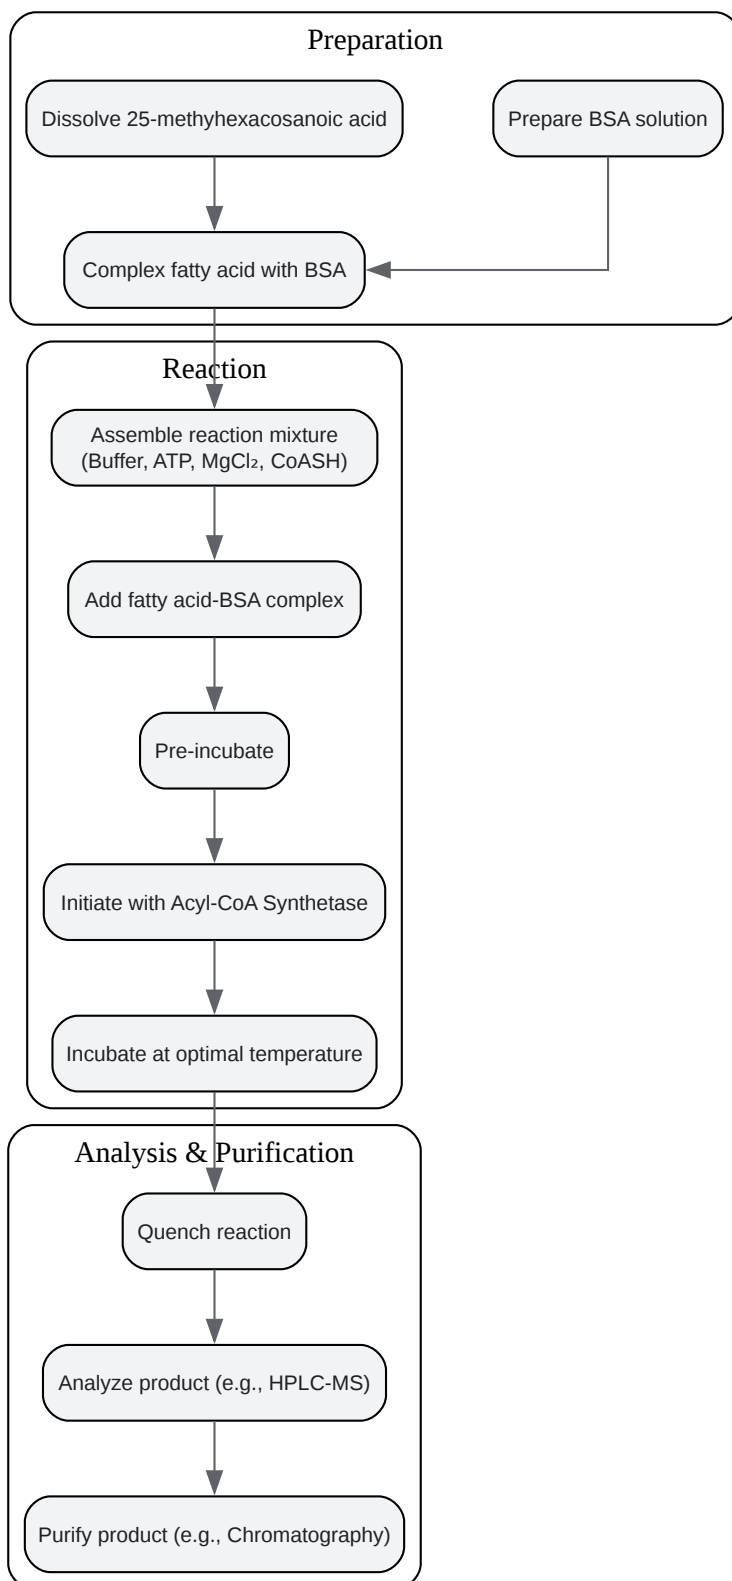 Preparation
Dissolve 25-methyhexacosanoic acid
Prepare BSA solution
Complex fatty acid with BSA
Reaction
Assemble reaction mixture
(Buffer, ATP, MgCl₂, CoASH)
Add fatty acid-BSA complex
Pre-incubate
Initiate with Acyl-CoA Synthetase
Incubate at optimal temperature
Analysis & Purification
Quench reaction
Analyze product (e.g., HPLC-MS)
Purify product (e.g., Chromatography)